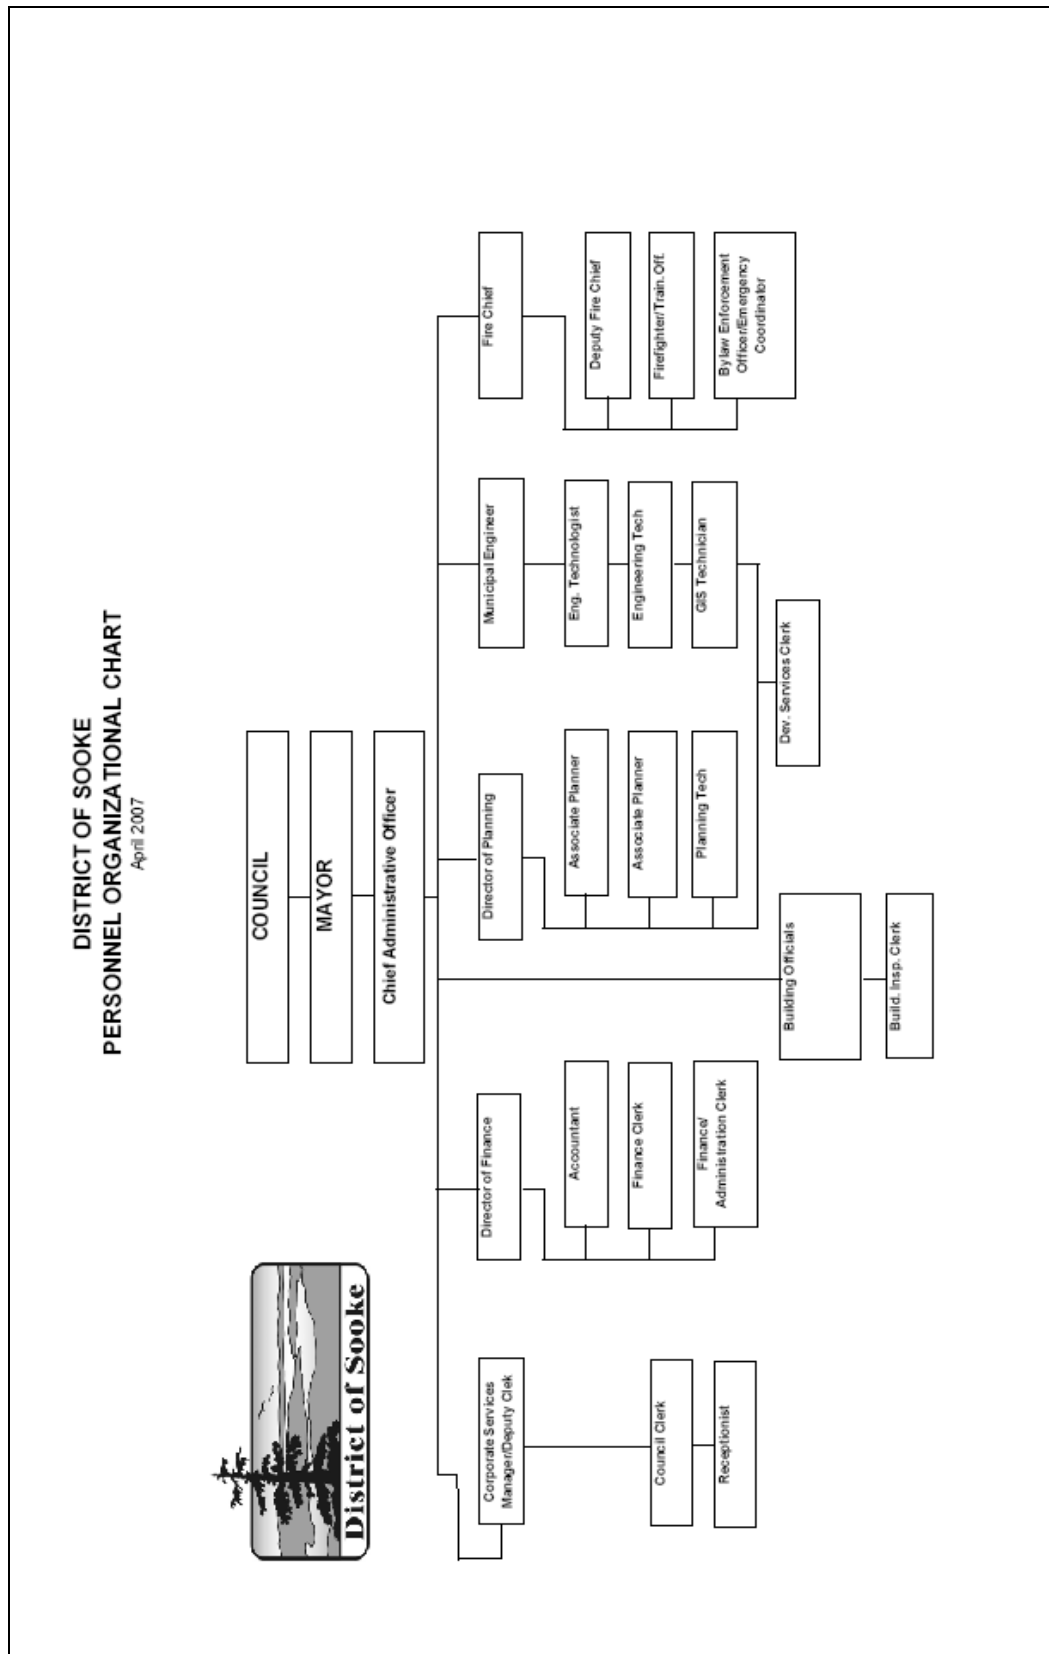 DISTRICT OF SOOKE
PERSONNEL ORGANIZATIONAL CHART
April 2007
District of Sooke
COUNCIL
MAYOR
Chief Administrative Officer
Corporate Services
Manager/Deputy Clek
Council Clerk
Receptionist
Director of Finance
Accountant
Finance Clerk
Finance/
Administration Clerk
Building Officials
Build. Insp. Clerk
Director of Planning
Associate Planner
Associate Planner
Planning Tech
Municipal Engineer
Eng. Technologist
Engineering Tech
GIS Technician
Dev. Services Clerk
Fire Chief
Deputy Fire Chief
Firefighter/Train. Off.
Bylaw Enforcement
Officer/Emergency
Coordinator